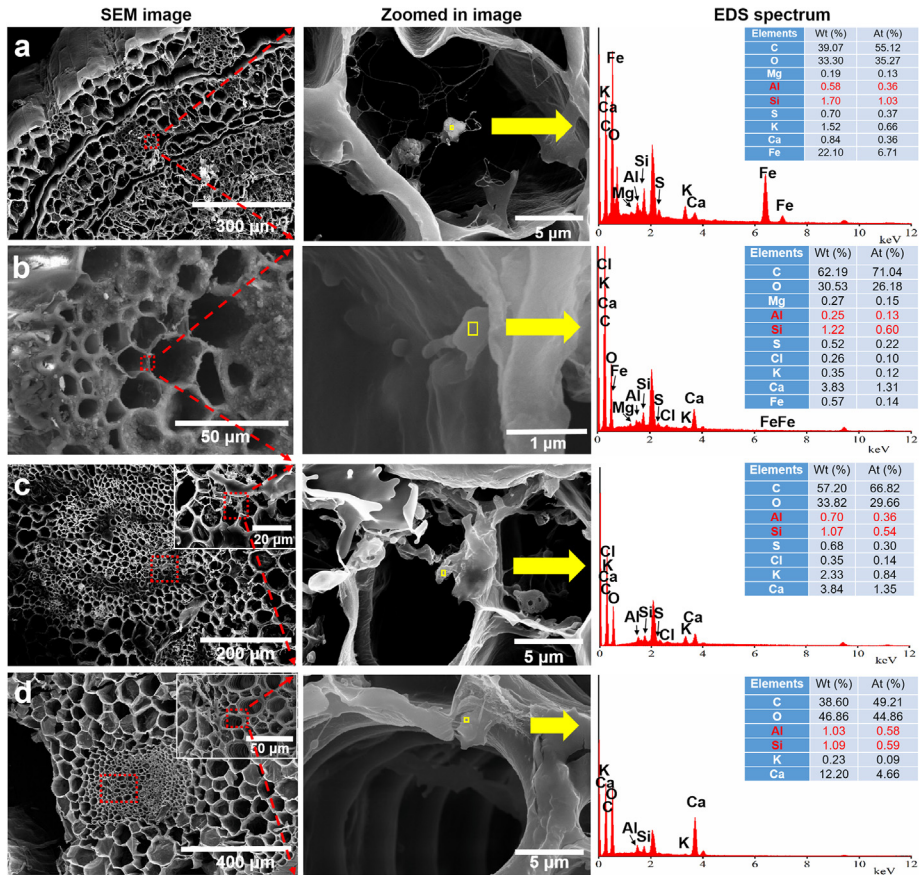 SEM image Zoomed in image EDS spectrum
a
300 µm
5 µm
Elements Wt (%) At (%)
C 39.07 55.12
O 33.30 35.27
Mg 0.19 0.13
Al 0.58 0.36
Si 1.70 1.03
S 0.70 0.37
K 1.52 0.66
Ca 0.84 0.36
Fe 22.10 6.71
Fe
K
Ca
C
O
Si
Al
S
Mg
K
Ca
Fe
Fe
0 2 4 6 8 10 12
keV
b
50 µm
1 µm
Elements Wt (%) At (%)
C 62.19 71.04
O 30.53 26.18
Mg 0.27 0.15
Al 0.25 0.13
Si 1.22 0.60
S 0.52 0.22
Cl 0.26 0.10
K 0.35 0.12
Ca 3.83 1.31
Fe 0.57 0.14
Cl
K
Ca
C
O
Fe
Si
Al
S
Mg
Cl
K
Ca
FeFe
0 2 4 6 8 10 12
keV
c
20 µm
200 µm
5 µm
Elements Wt (%) At (%)
C 57.20 66.82
O 33.82 29.66
Al 0.70 0.36
Si 1.07 0.54
S 0.68 0.30
Cl 0.35 0.14
K 2.33 0.84
Ca 3.84 1.35
Cl
K
Ca
C
O
Al
Si
S
Cl
K
Ca
0 2 4 6 8 10 12
keV
d
50 µm
400 µm
5 µm
Elements Wt (%) At (%)
C 38.60 49.21
O 46.86 44.86
Al 1.03 0.58
Si 1.09 0.59
K 0.23 0.09
Ca 12.20 4.66
K
Ca
O
C
Al
Si
K
Ca
0 2 4 6 8 10 12
keV